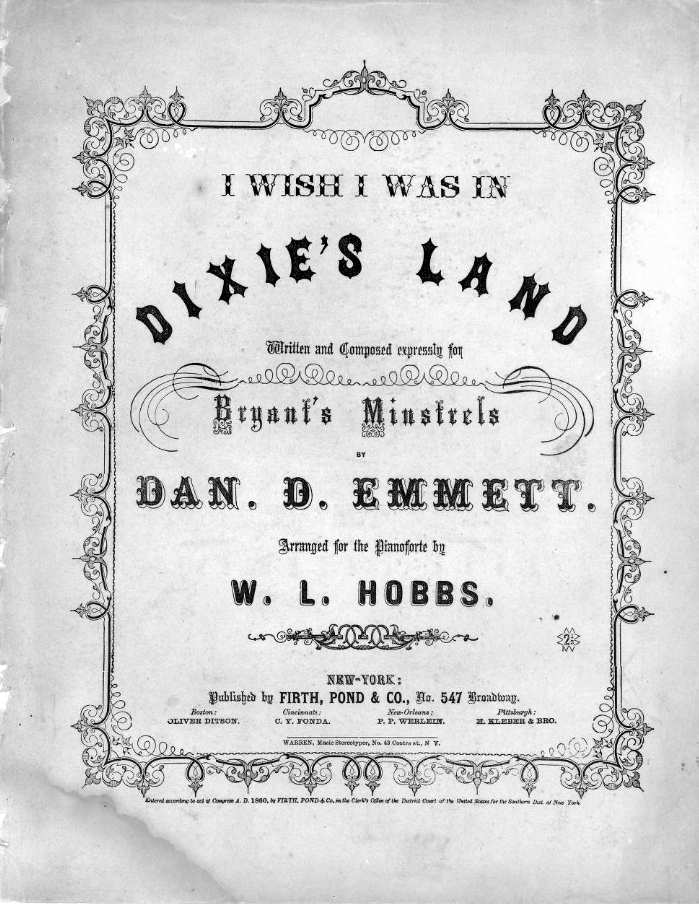 I WISH I WAS IN
DIXIE'S LAND
Written and Composed expressly for
Bryant's Minstrels
BY
DAN. D. EMMETT.
Arranged for the Pianoforte by
W. L. HOBBS.
2
NEW-YORK:
Published by FIRTH, POND & CO., No. 547 Broadway.
Boston: Cincinnati: New-Orleans: Pittsburgh:
OLIVER DITSON. C. Y. FONDA. P. P. WERLEIN. H. KLEBER & BRO.
WARREN, Music Stereotyper, No. 43 Centre st., N Y.
Entered according to act of Congress A. D. 1860, by FIRTH, POND & Co, in the Clerk's Office of the District Court of the United States for the Southern Dist. of New York